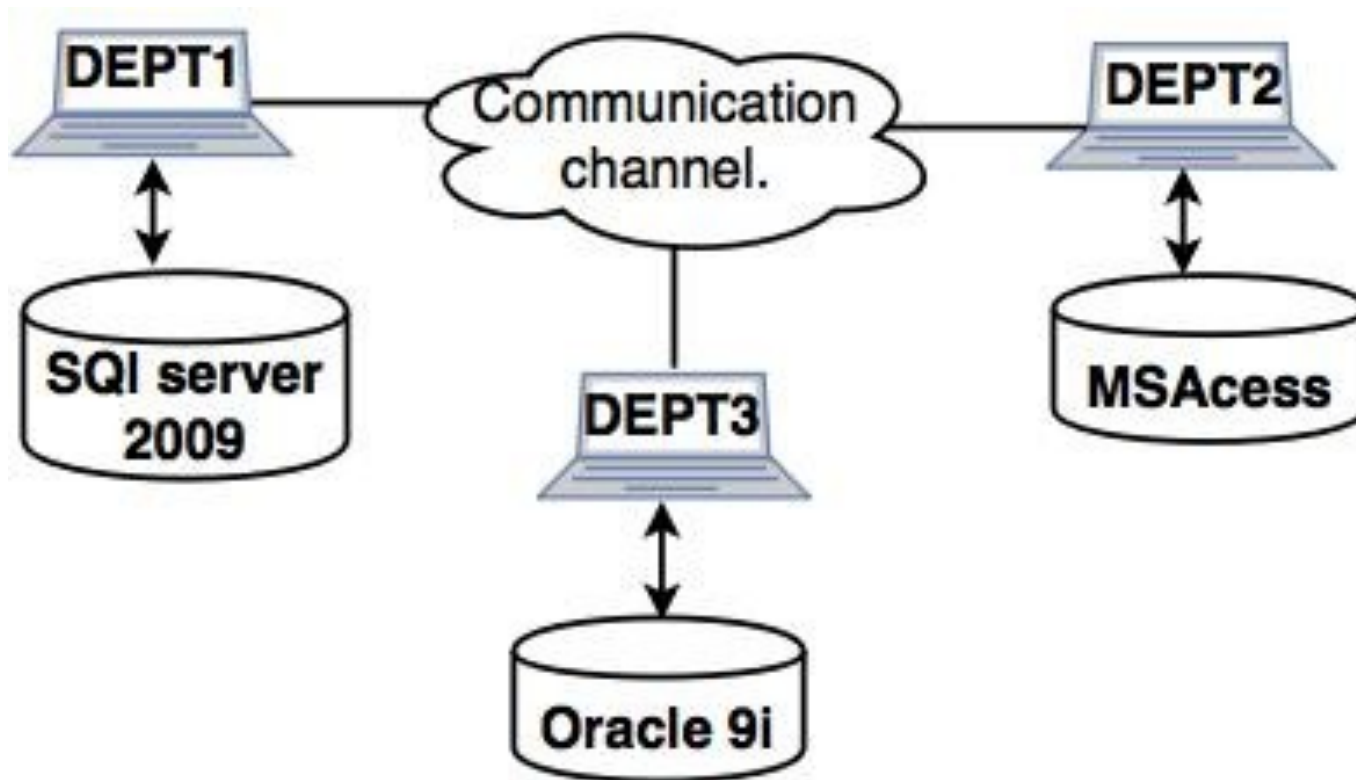 DEPT1
Communication
channel.
DEPT2
SQl server
2009
DEPT3
MSAcess
Oracle 9i